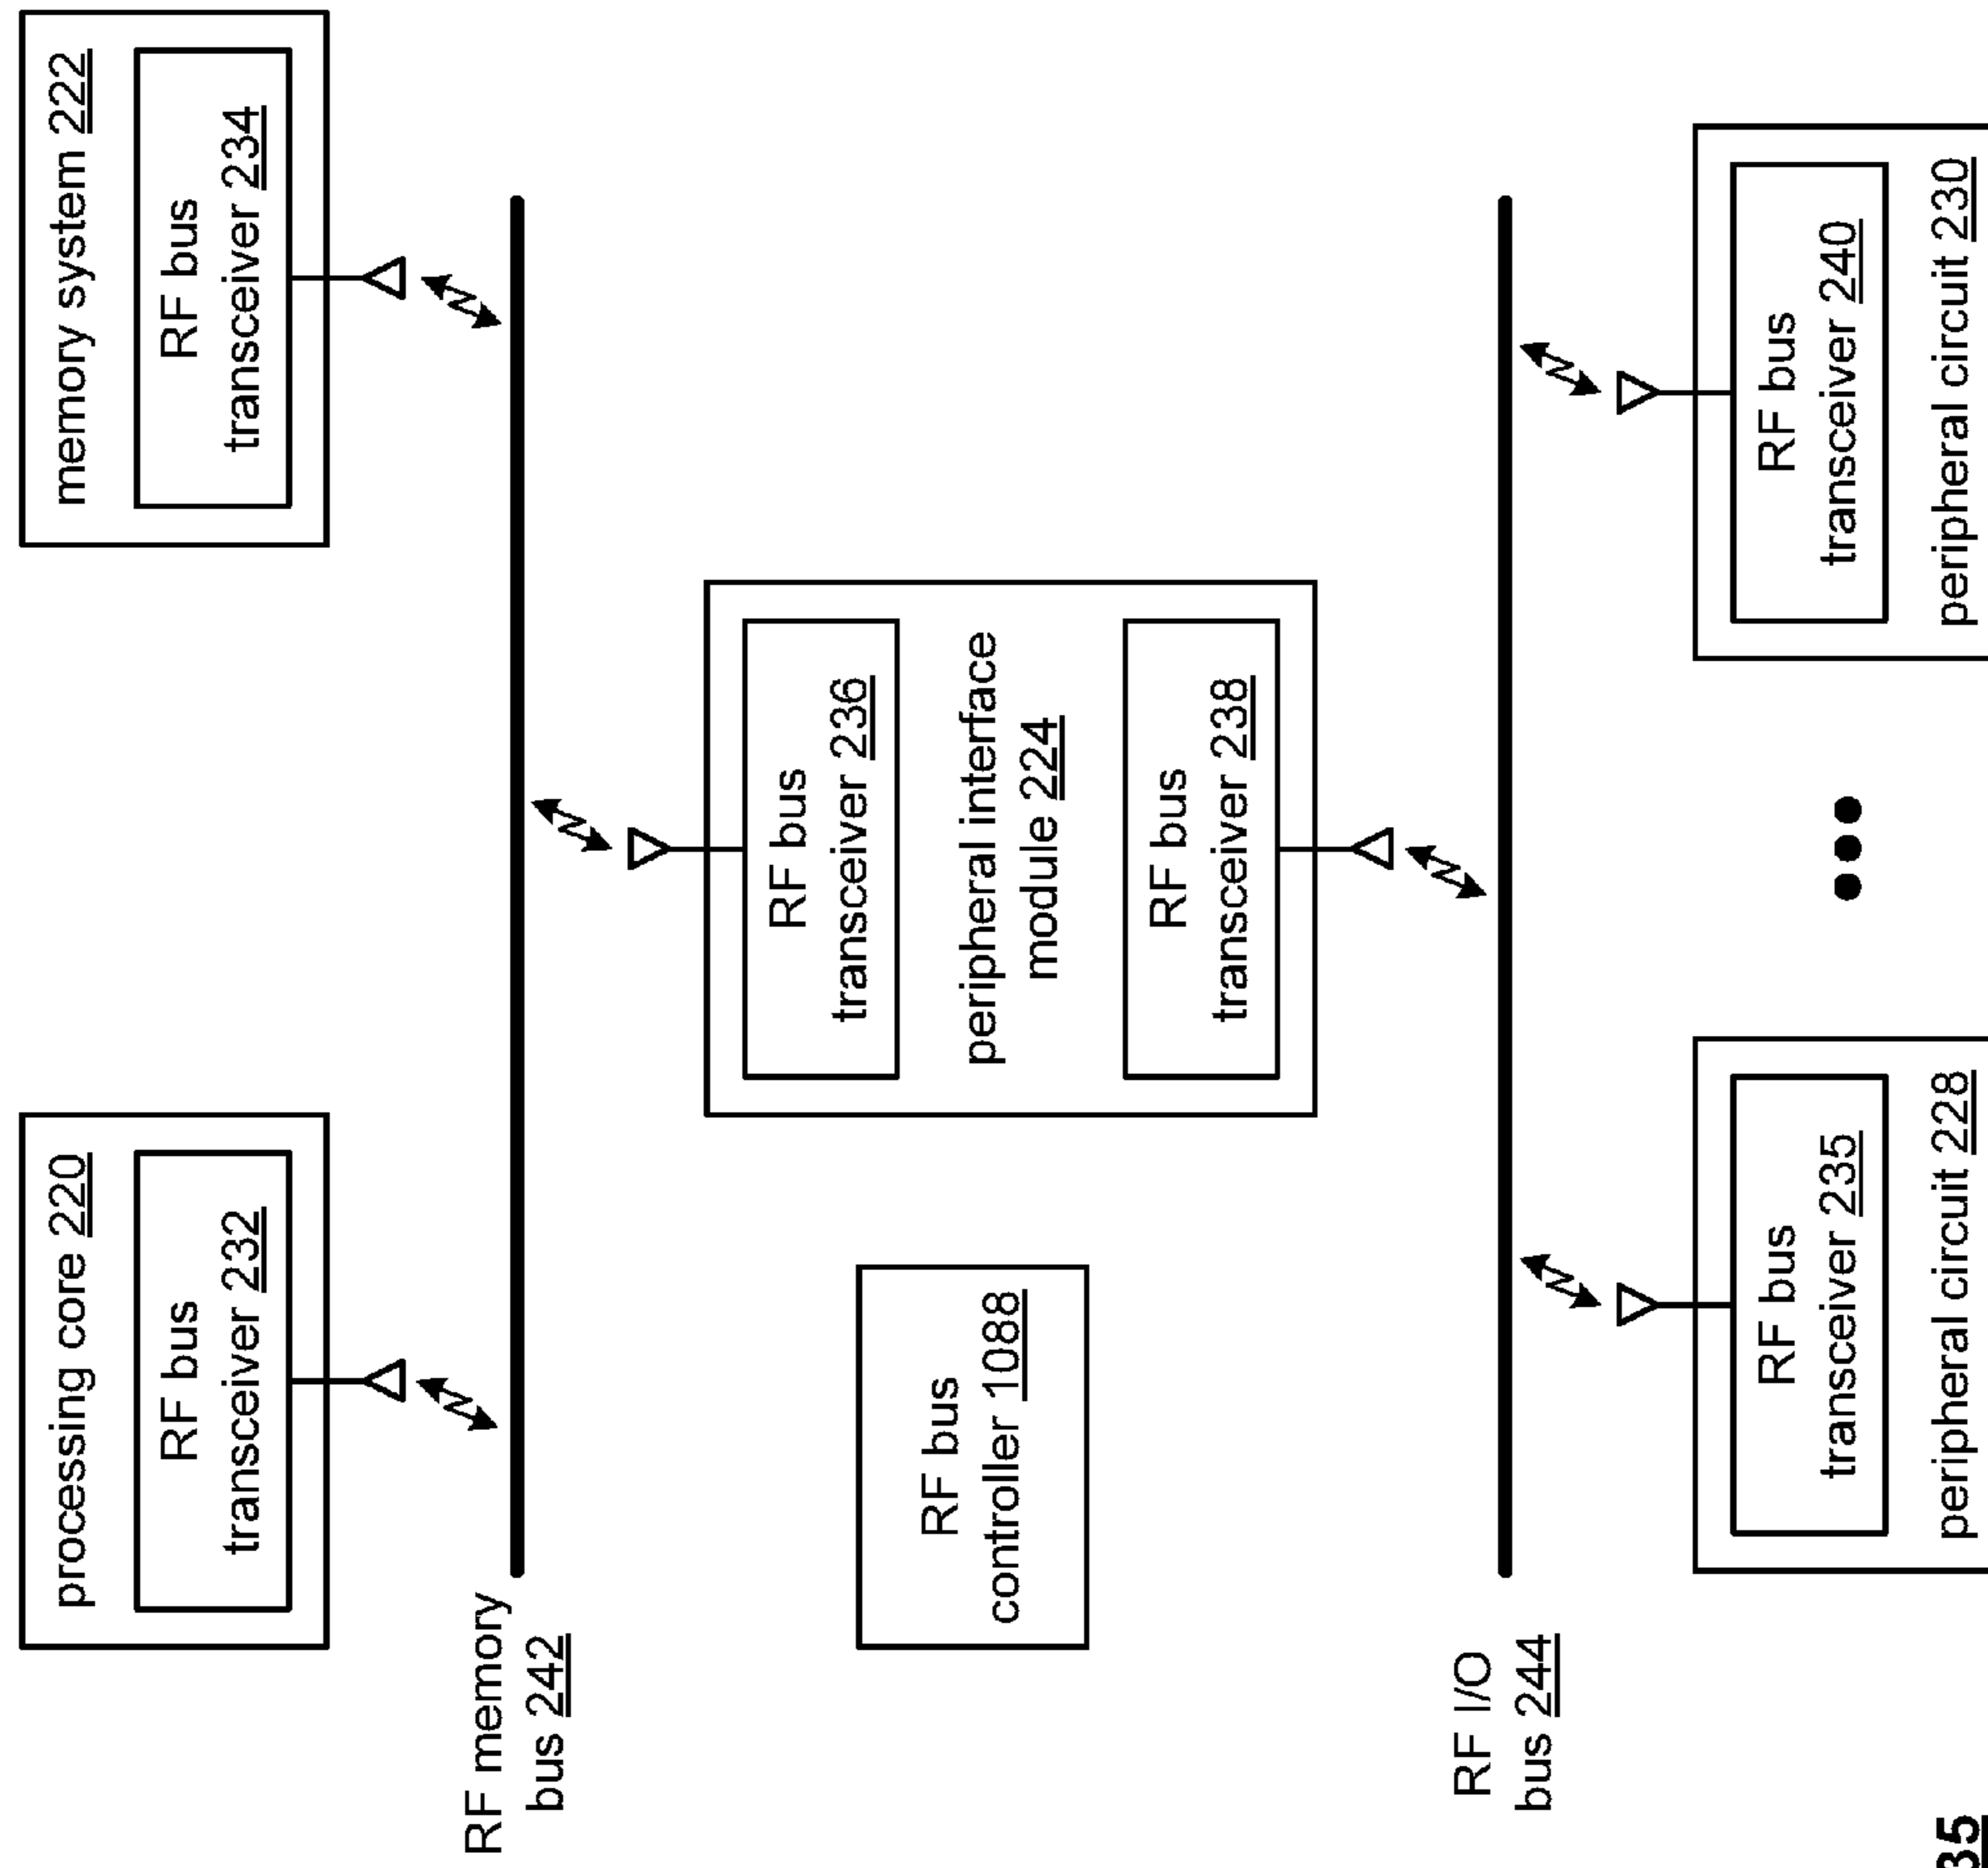 processing core 220
RF bus
transceiver 232
memory system 222
RF bus
transceiver 234
RF memory
bus 242
RF bus
transceiver 236
peripheral interface
module 224
RF bus
transceiver 238
RF bus
controller 1088
RF I/O
bus 244
RF bus
transceiver 235
peripheral circuit 228
RF bus
transceiver 240
peripheral circuit 230
35